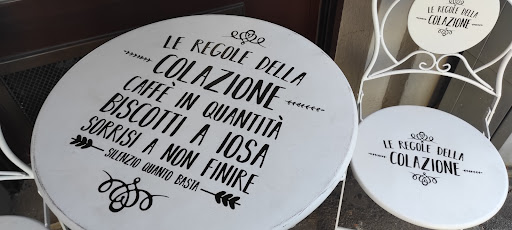 LE REGOLE DELLA
COLAZIONE
CAFFÈ IN QUANTITÀ
BISCOTTI A IOSA
SORRISI A NON FINIRE
SILENZIO QUANTO BASTA
LE REGOLE DELLA
COLAZIONE
LE REGOLE DELLA
COLAZIONE